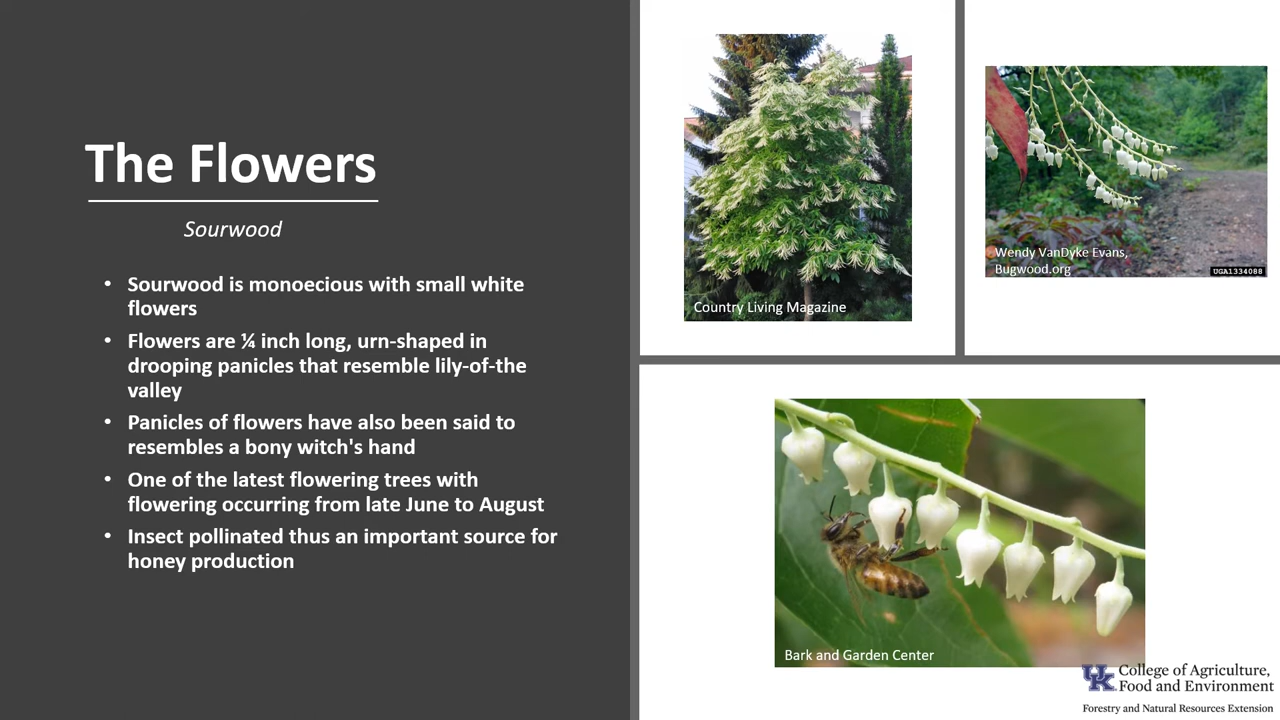 The Flowers
Sourwood
• Sourwood is monoecious with small white
flowers
• Flowers are ¼ inch long, urn-shaped in
drooping panicles that resemble lily-of-the
valley
• Panicles of flowers have also been said to
resembles a bony witch's hand
• One of the latest flowering trees with
flowering occurring from late June to August
• Insect pollinated thus an important source for
honey production
Country Living Magazine
Wendy VanDyke Evans,
Bugwood.org
UGA1334088
Bark and Garden Center
UK College of Agriculture,
Food and Environment
Forestry and Natural Resources Extension